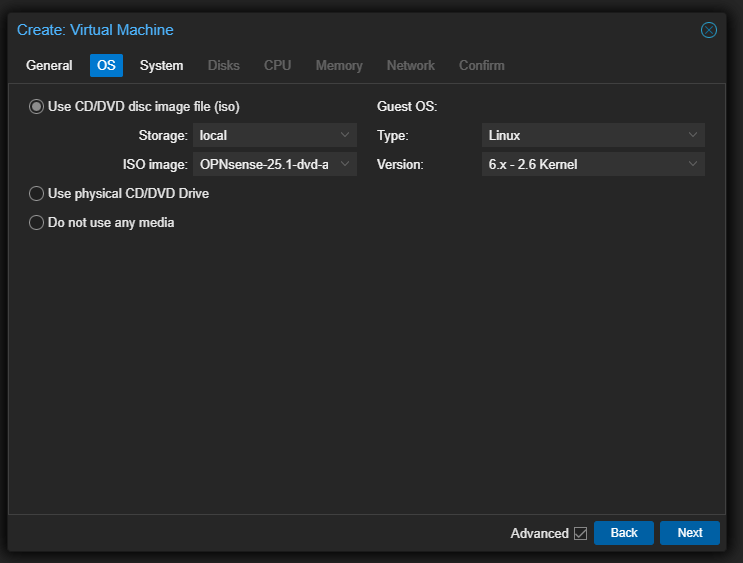 Create: Virtual Machine
General OS System Disks CPU Memory Network Confirm
Use CD/DVD disc image file (iso) Guest OS:
Storage: local Type: Linux
ISO image: OPNsense-25.1-dvd-a Version: 6.x - 2.6 Kernel
Use physical CD/DVD Drive
Do not use any media
Advanced Back Next